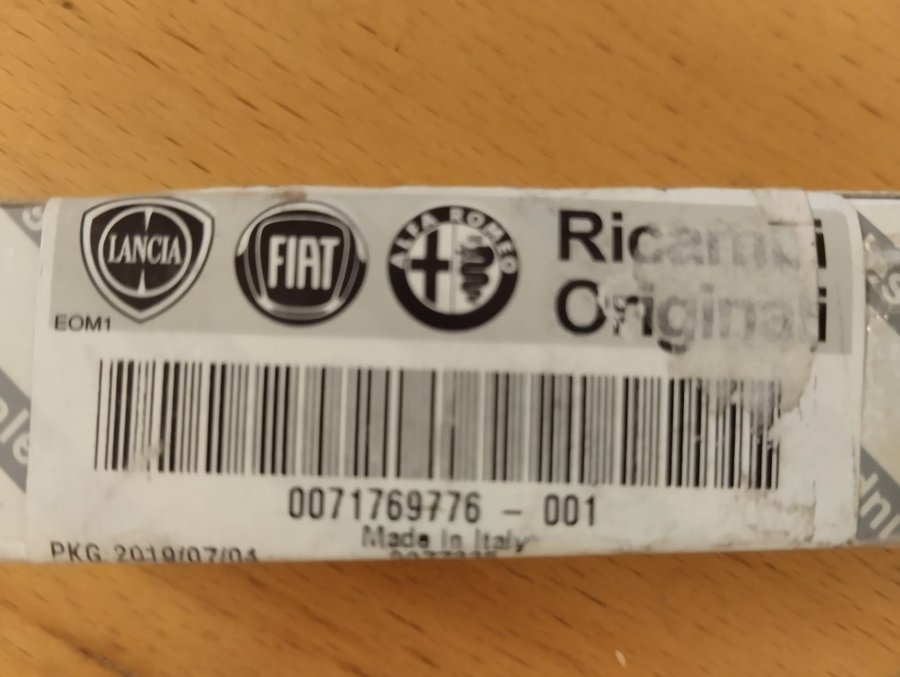 LANCIA
FIAT
ALFA ROMEO
Ricambi
Originali
EOM1
0071769776 - 001
Made in Italy
PKG 2019/07/04